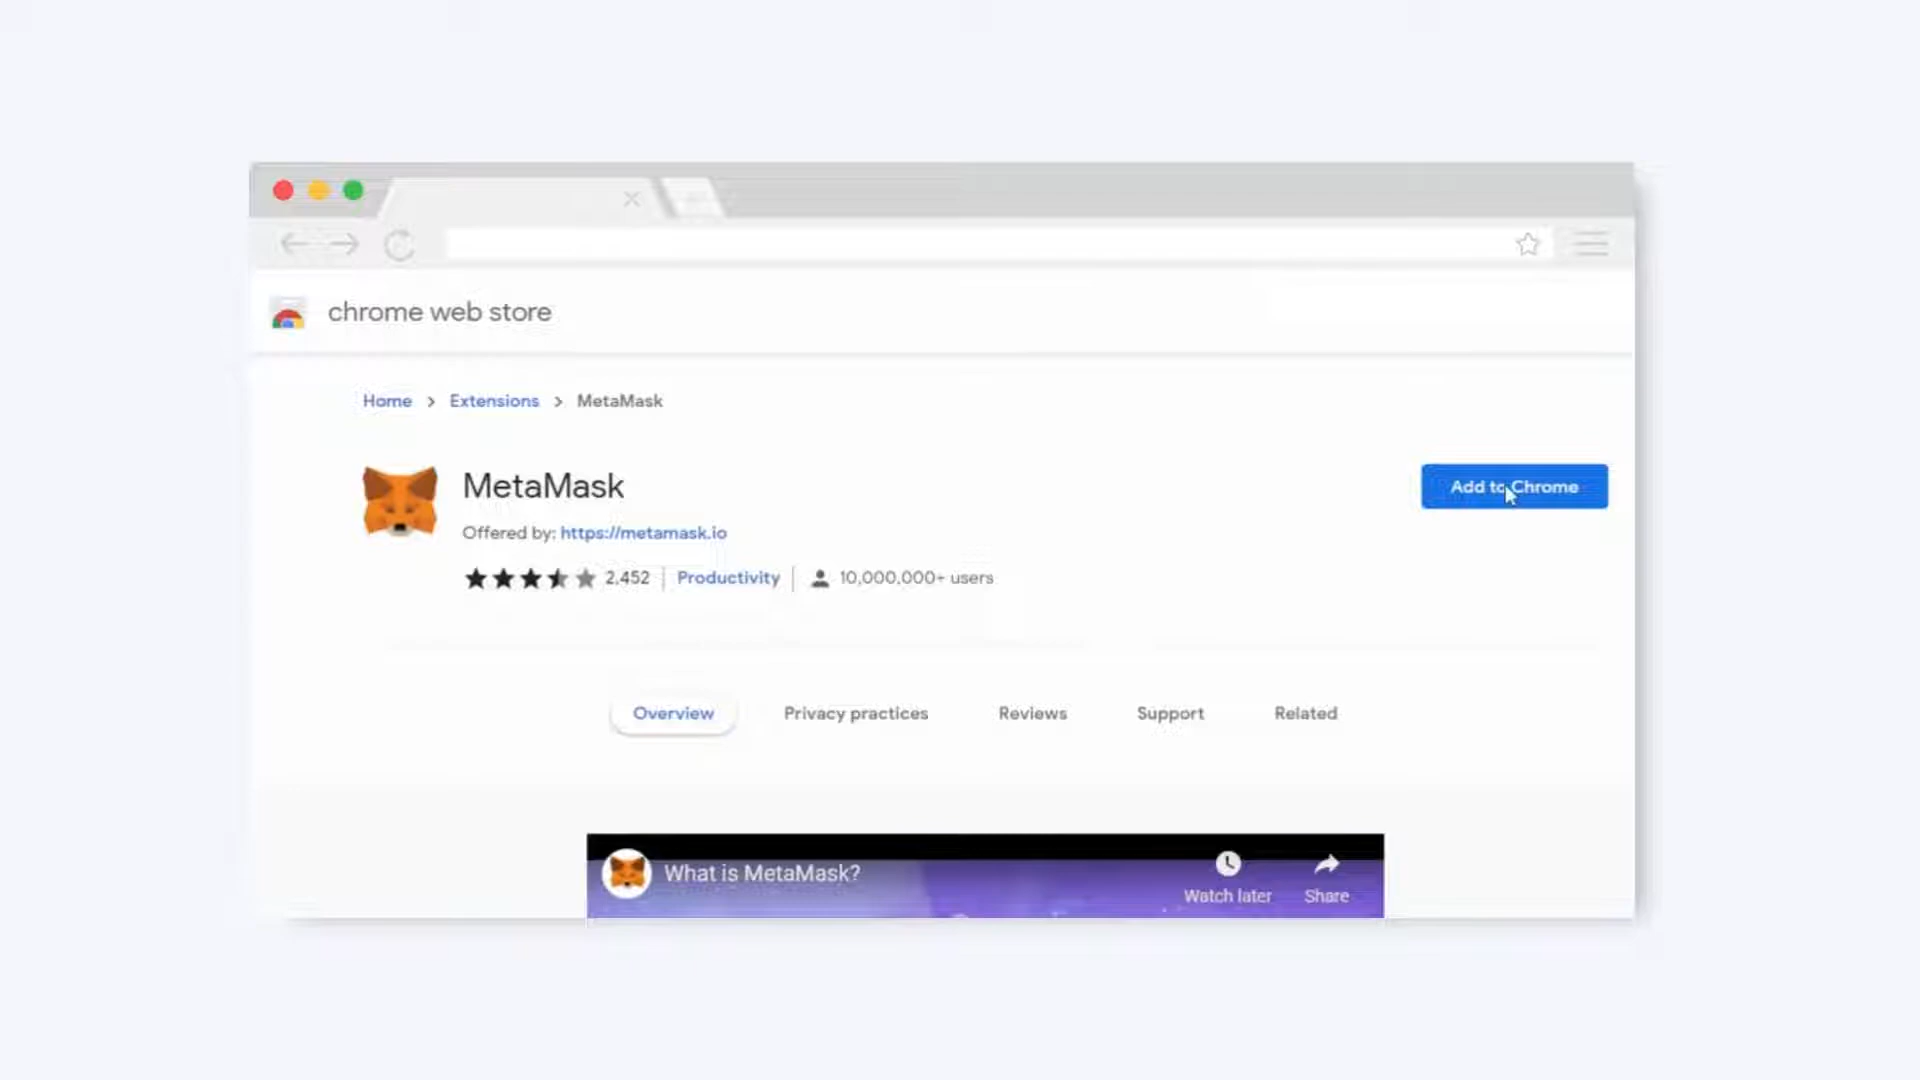 chrome web store
Home > Extensions > MetaMask
MetaMask
Add to Chrome
Offered by: https://metamask.io
2,452 Productivity 10,000,000+ users
Overview Privacy practices Reviews Support Related
What is MetaMask?
Watch later Share